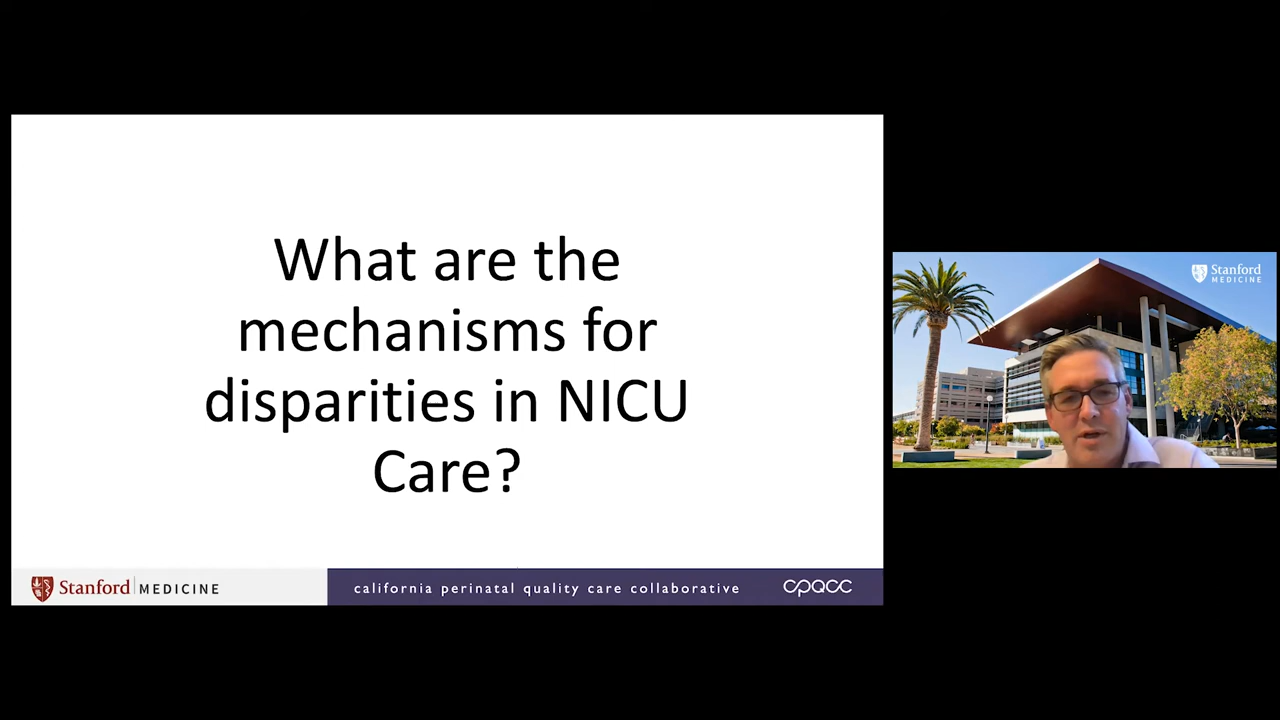 What are the
mechanisms for
disparities in NICU
Care?
Stanford MEDICINE
california perinatal quality care collaborative
cpqcc
Stanford
MEDICINE